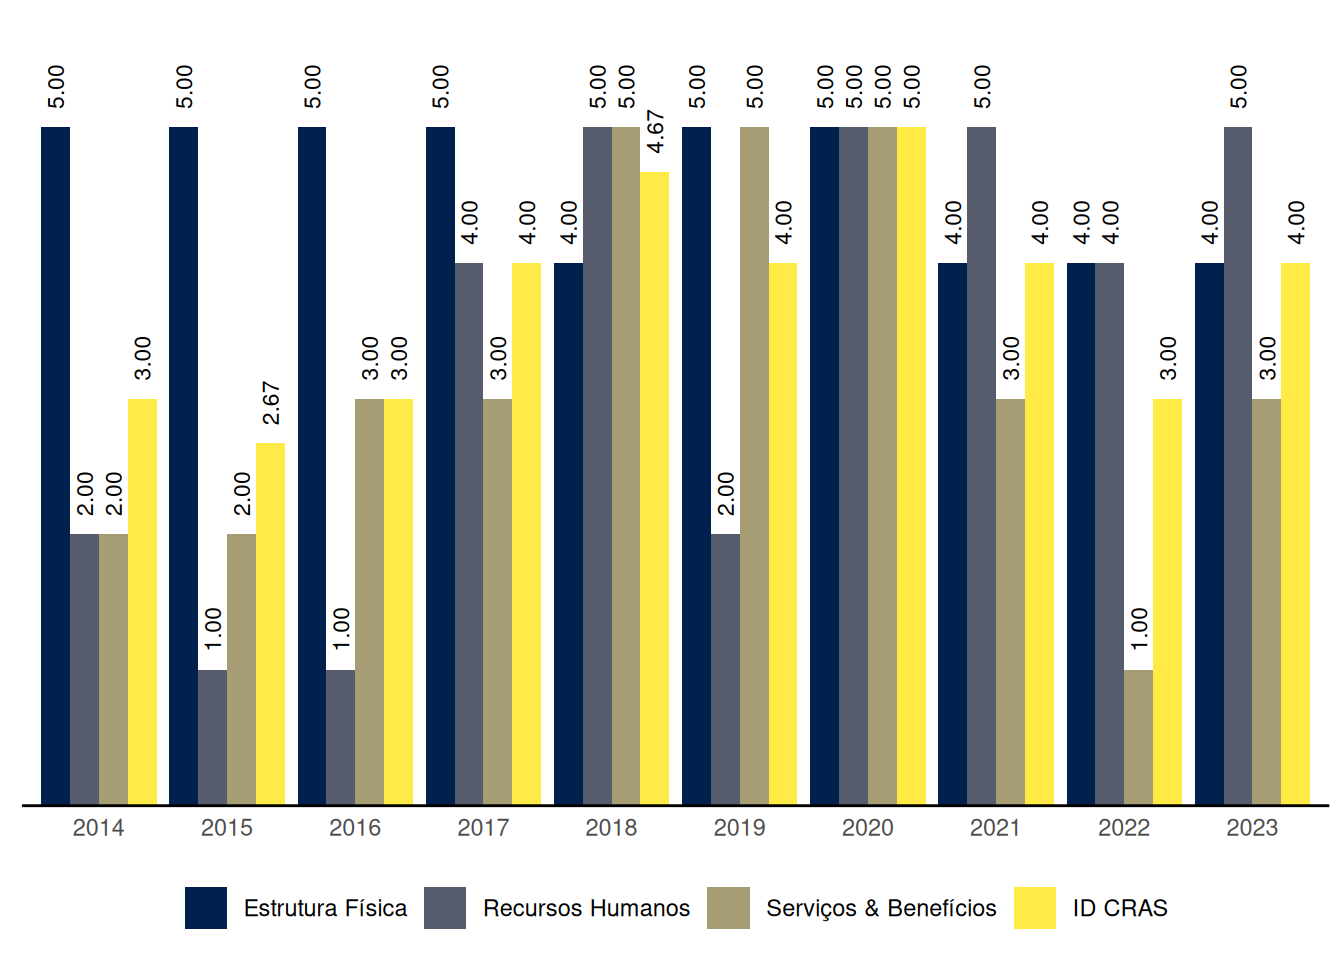 5.00 2.00 2.00 3.00
5.00 1.00 2.00 2.67
5.00 1.00 3.00 3.00
5.00 4.00 3.00 4.00
4.00 5.00 5.00 4.67
5.00 2.00 5.00 4.00
5.00 5.00 5.00 5.00
4.00 5.00 3.00 4.00
4.00 4.00 1.00 3.00
4.00 5.00 3.00 4.00
2014 2015 2016 2017 2018 2019 2020 2021 2022 2023
Estrutura Física Recursos Humanos Serviços & Benefícios ID CRAS